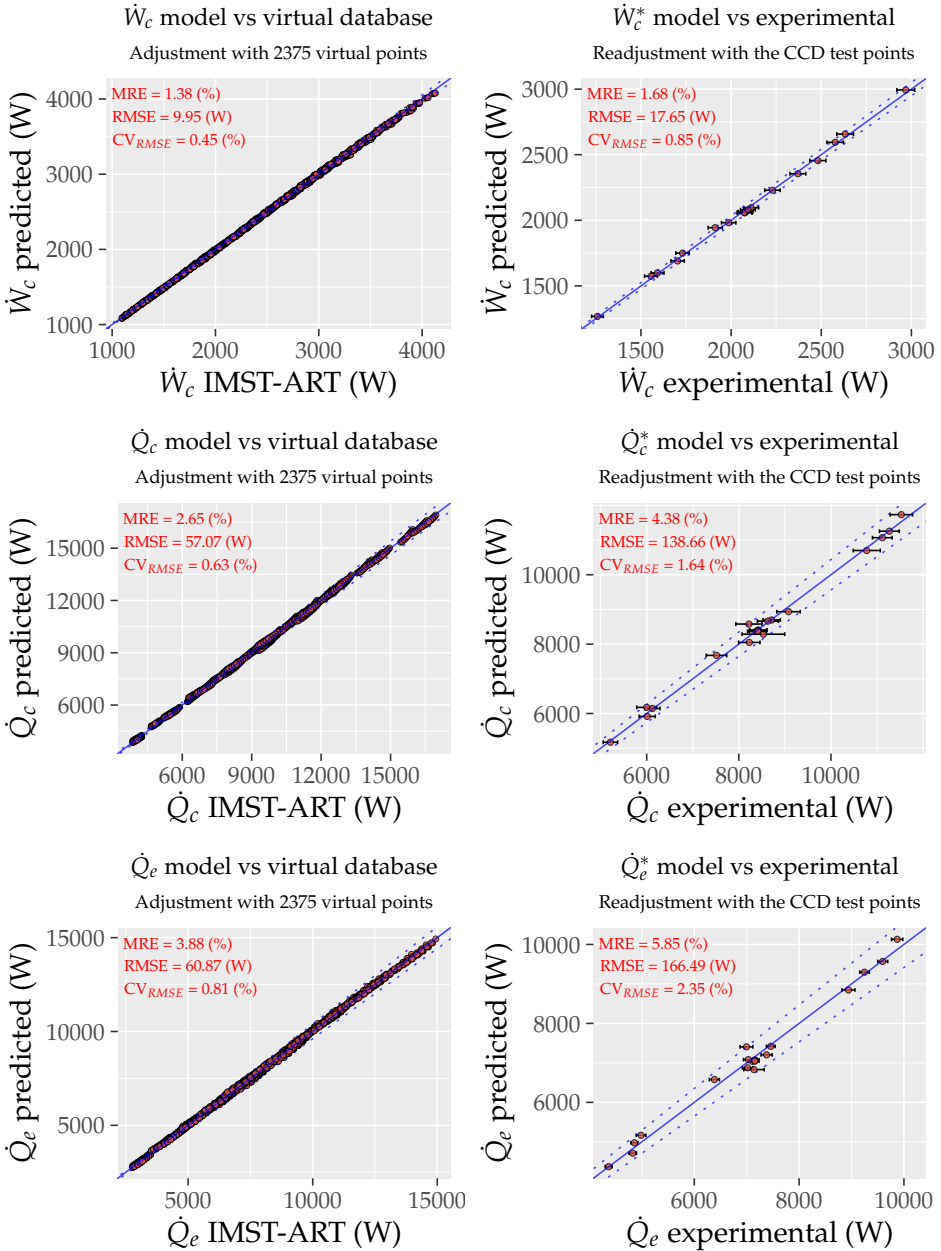 Ẇc model vs virtual database
Adjustment with 2375 virtual points
MRE = 1.38 (%)
RMSE = 9.95 (W)
CVRMSE = 0.45 (%)
Ẇc predicted (W)
4000
3000
2000
1000
1000 2000 3000 4000
Ẇc IMST-ART (W)
Ẇc* model vs experimental
Readjustment with the CCD test points
MRE = 1.68 (%)
RMSE = 17.65 (W)
CVRMSE = 0.85 (%)
Ẇc predicted (W)
3000
2500
2000
1500
1500 2000 2500 3000
Ẇc experimental (W)
Q̇c model vs virtual database
Adjustment with 2375 virtual points
MRE = 2.65 (%)
RMSE = 57.07 (W)
CVRMSE = 0.63 (%)
Q̇c predicted (W)
15000
12000
9000
6000
6000 9000 12000 15000
Q̇c IMST-ART (W)
Q̇c* model vs experimental
Readjustment with the CCD test points
MRE = 4.38 (%)
RMSE = 138.66 (W)
CVRMSE = 1.64 (%)
Q̇c predicted (W)
10000
8000
6000
6000 8000 10000
Q̇c experimental (W)
Q̇e model vs virtual database
Adjustment with 2375 virtual points
MRE = 3.88 (%)
RMSE = 60.87 (W)
CVRMSE = 0.81 (%)
Q̇e predicted (W)
15000
10000
5000
5000 10000 15000
Q̇e IMST-ART (W)
Q̇e* model vs experimental
Readjustment with the CCD test points
MRE = 5.85 (%)
RMSE = 166.49 (W)
CVRMSE = 2.35 (%)
Q̇e predicted (W)
10000
8000
6000
6000 8000 10000
Q̇e experimental (W)